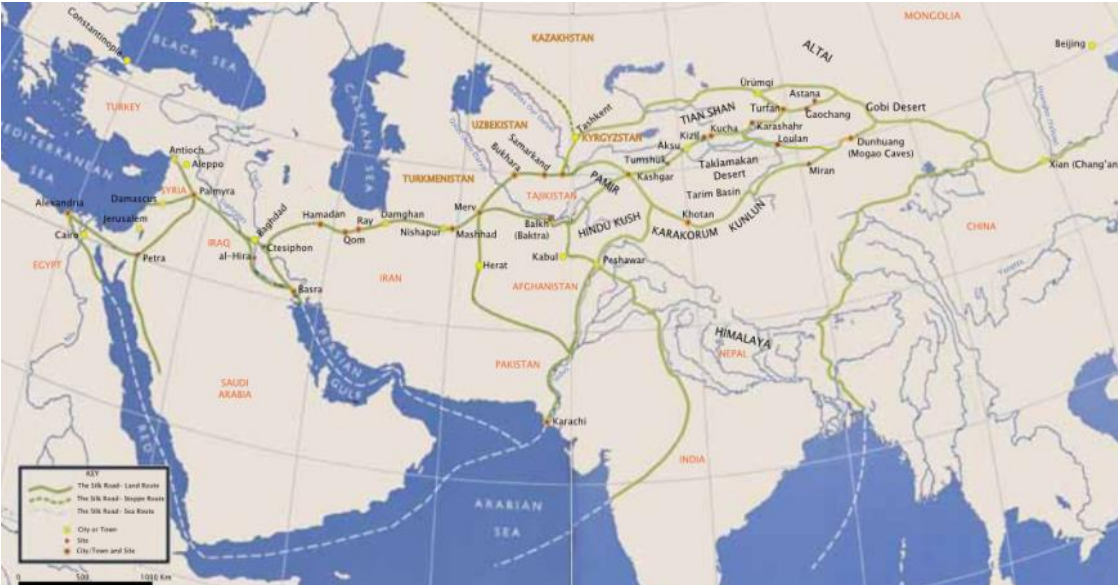 MONGOLIA
Constantinople
BLACK SEA
KAZAKHSTAN
ALTAI
Beijing
TURKEY
CASPIAN SEA
Ürümqi
Astana
Turfan
Gaochang
Gobi Desert
Tashkent
TIAN SHAN
UZBEKISTAN
KYRGYZSTAN
Kizil
Kucha
Karashahr
Loulan
Dunhuang
(Mogao Caves)
MEDITERRANEAN SEA
Antioch
Aleppo
Bukhara
Samarkand
Aksu
Tumshuk
Kashgar
Taklamakan
Desert
Miran
Xian (Chang'an)
TURKMENISTAN
TAJIKISTAN
PAMIR
Tarim Basin
SYRIA
Palmyra
Damascus
Alexandria
Jerusalem
Baghdad
Hamadan
Ray
Damghan
Merv
Khotan
KUNLUN
Balkh
(Baktra)
HINDU KUSH
KARAKORUM
CHINA
Cairo
IRAQ
Ctesiphon
Qom
Nishapur
Mashhad
al-Hira
Petra
Kabul
Peshawar
EGYPT
Herat
IRAN
AFGHANISTAN
Basra
PERSIAN GULF
HIMALAYA
NEPAL
PAKISTAN
SAUDI
ARABIA
Karachi
INDIA
RED
ARABIAN
SEA
KEY
The Silk Road- Land Route
The Silk Road- Steppe Route
The Silk Road- Sea Route
City or Town
Site
City/Town and Site
0 500 1000 Km